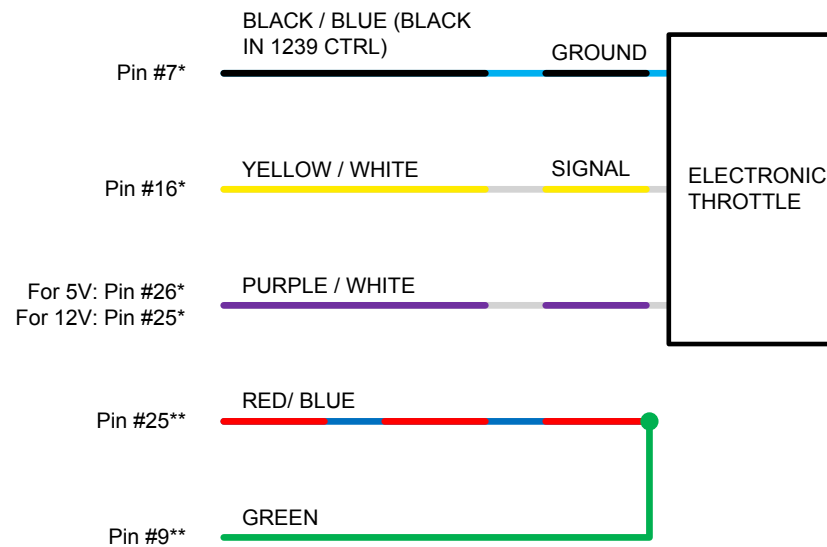 BLACK / BLUE (BLACK
IN 1239 CTRL)
GROUND
Pin #7*
YELLOW / WHITE
SIGNAL
Pin #16*
ELECTRONIC
THROTTLE
For 5V: Pin #26*
For 12V: Pin #25*
PURPLE / WHITE
RED/ BLUE
Pin #25**
GREEN
Pin #9**